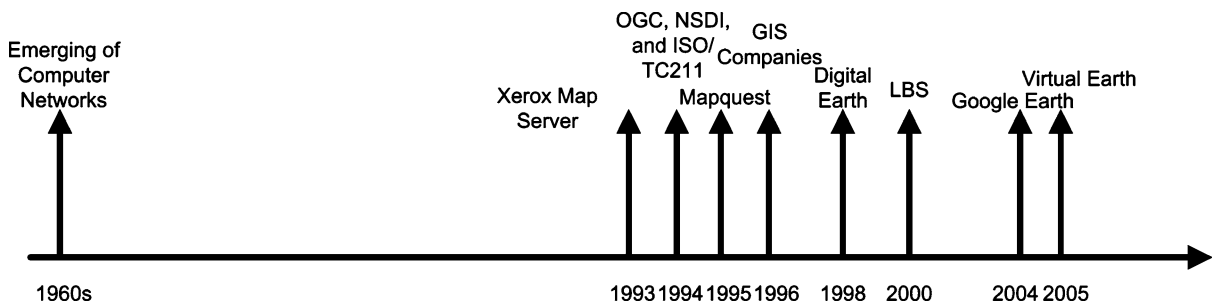 Emerging of
Computer
Networks
Xerox Map
Server
OGC, NSDI,
and ISO/
TC211
Mapquest
GIS
Companies
Digital
Earth
LBS
Google Earth
Virtual Earth
1960s
1993
1994
1995
1996
1998
2000
2004
2005